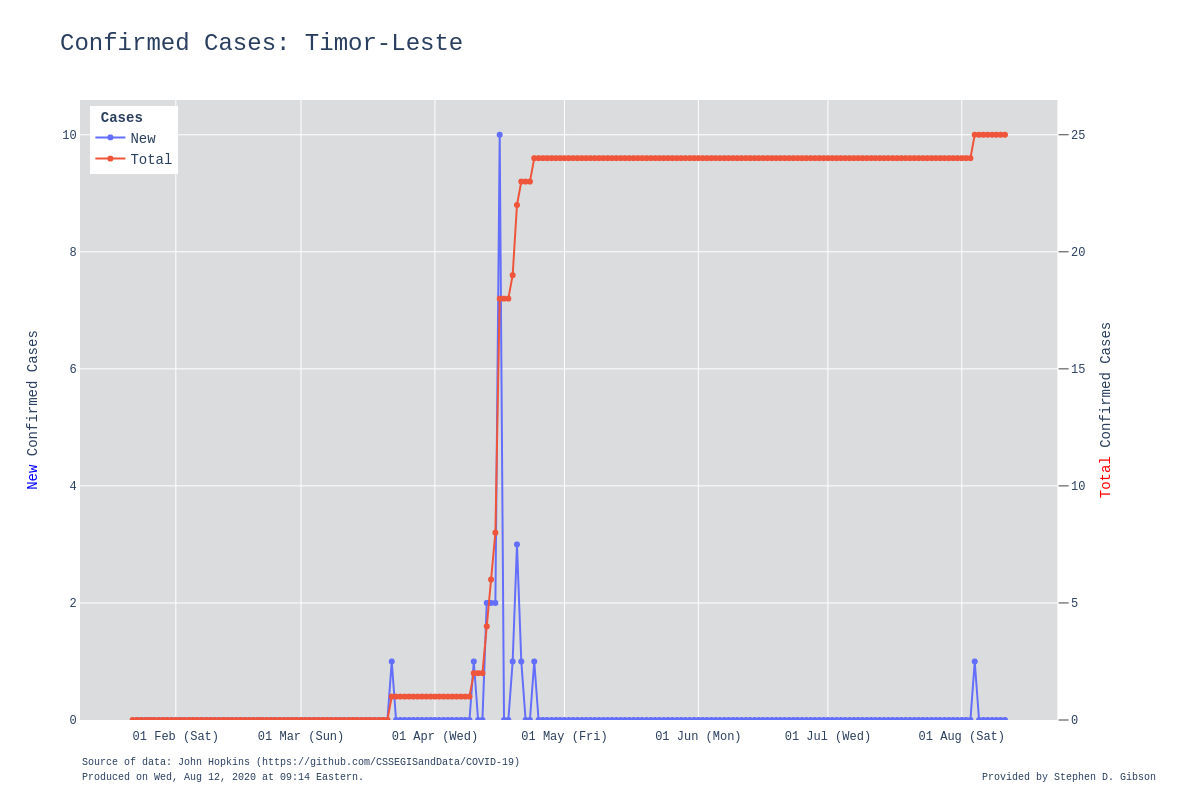 Confirmed Cases: Timor-Leste
Cases
New
Total
10
8
6
4
2
0
25
20
15
10
5
0
New Confirmed Cases
Total Confirmed Cases
01 Feb (Sat)
01 Mar (Sun)
01 Apr (Wed)
01 May (Fri)
01 Jun (Mon)
01 Jul (Wed)
01 Aug (Sat)
Source of data: John Hopkins (https://github.com/CSSEGISandData/COVID-19)
Produced on Wed, Aug 12, 2020 at 09:14 Eastern.
Provided by Stephen D. Gibson